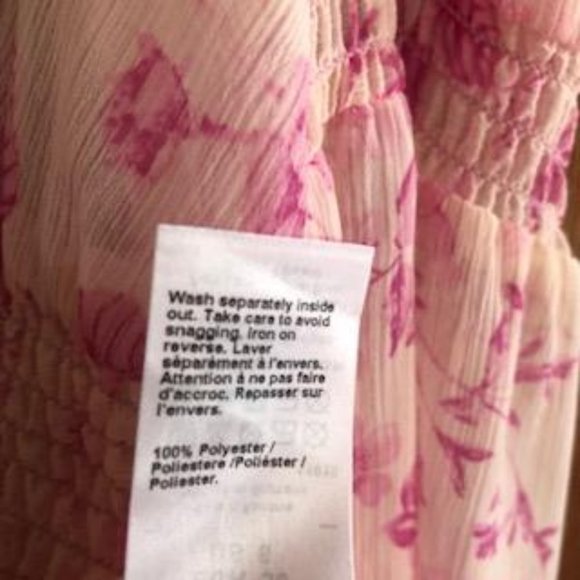 Wash separately inside
out. Take care to avoid
snagging. Iron on
reverse. Laver
séparément à l'envers.
Attention à ne pas faire
d'accroc. Repasser sur
l'envers.
100% Polyester /
Poliestere /Poliéster /
Poliester.